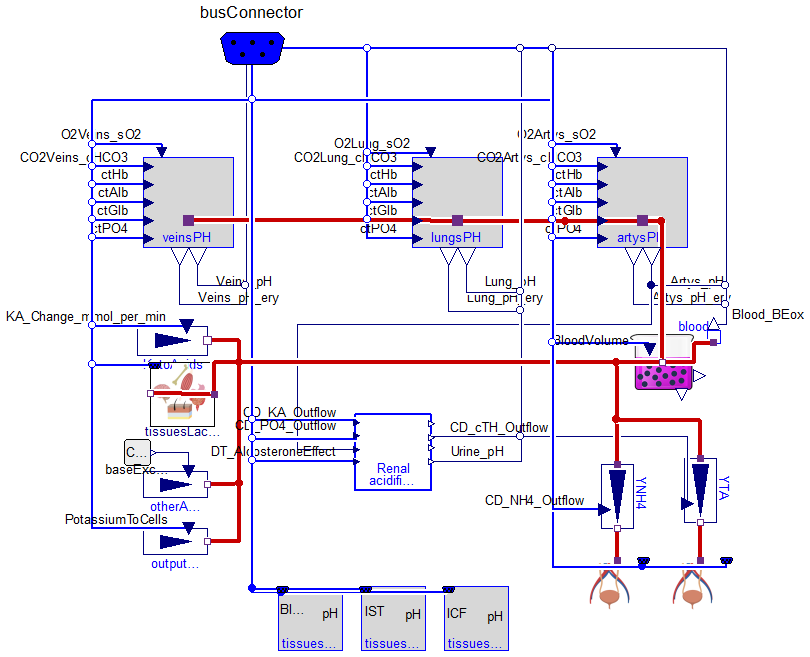 busConnector
O2Veins_sO2
O2Lung_sO2
O2Artys_sO2
CO2Veins_cHCO3
CO2Lung_cHCO3
CO2Artys_cHCO3
ctHb
ctHb
ctHb
ctAlb
ctAlb
ctAlb
ctGlb
ctGlb
ctGlb
ctPO4
ctPO4
ctPO4
veinsPH
lungsPH
artysPH
Veins_pH
Lung_pH
Artys_pH
Veins_pH_ery
Lung_pH_ery
Artys_pH_ery
KA_Change_mmol_per_min
Blood_BEox
blood
BloodVolume
KetoAcids
tissuesLac...
CD_KA_Outflow
CD_PO4_Outflow
CD_cTH_Outflow
DT_AldosteroneEffect
Urine_pH
Renal
acidifi...
C...
baseExc...
otherA...
CD_NH4_Outflow
YNH4
YTA
PotassiumToCells
output...
Bl...
pH
IST
pH
ICF
pH
tissues...
tissues...
tissues...